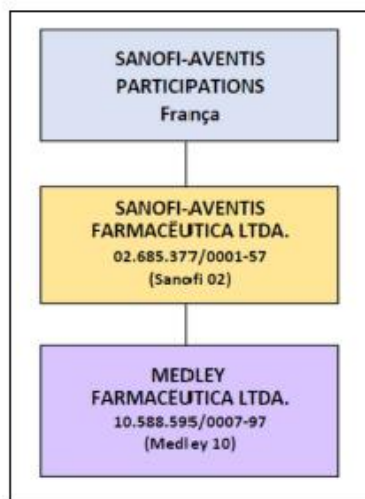 SANOFI-AVENTIS
PARTICIPATIONS
França
SANOFI-AVENTIS
FARMACÊUTICA LTDA.
02.685.377/0001-57
(Sanofi 02)
MEDLEY
FARMACEUTICA LTDA.
10.588.595/0007-97
(Medley 10)